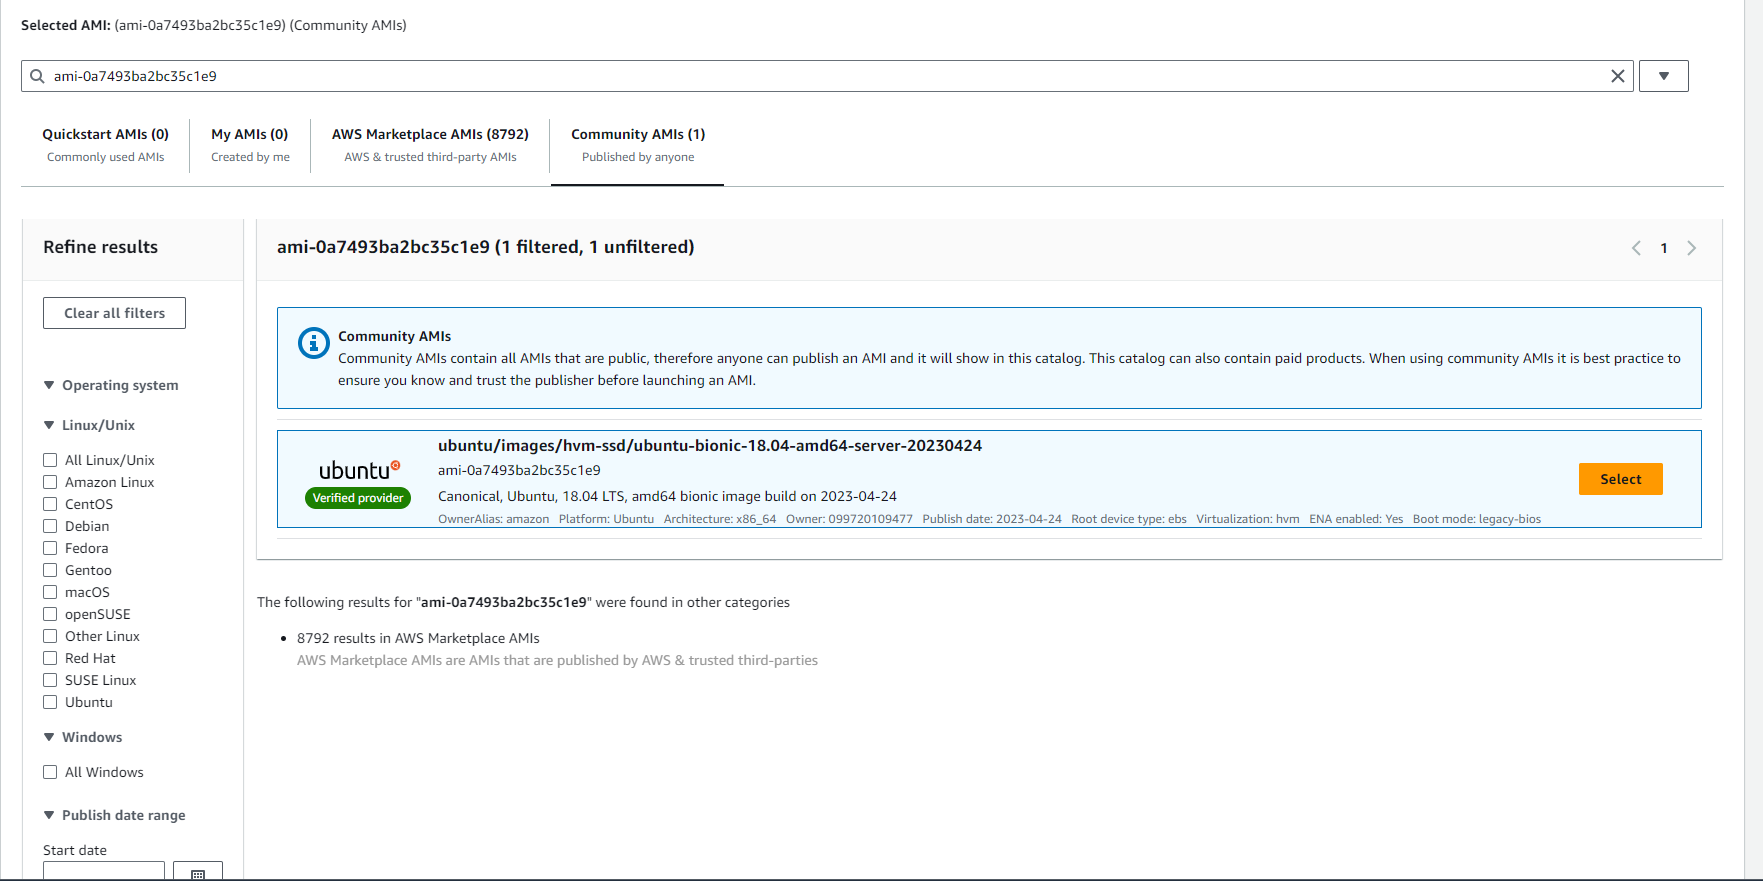 Selected AMI: (ami-0a7493ba2bc35c1e9) (Community AMIs)
ami-0a7493ba2bc35c1e9
Quickstart AMIs (0)
Commonly used AMIs
My AMIs (0)
Created by me
AWS Marketplace AMIs (8792)
AWS & trusted third-party AMIs
Community AMIs (1)
Published by anyone
Refine results
Clear all filters
Operating system
Linux/Unix
All Linux/Unix
Amazon Linux
CentOS
Debian
Fedora
Gentoo
macOS
openSUSE
Other Linux
Red Hat
SUSE Linux
Ubuntu
Windows
All Windows
Publish date range
Start date
ami-0a7493ba2bc35c1e9 (1 filtered, 1 unfiltered)
1
Community AMIs
Community AMIs contain all AMIs that are public, therefore anyone can publish an AMI and it will show in this catalog. This catalog can also contain paid products. When using community AMIs it is best practice to
ensure you know and trust the publisher before launching an AMI.
ubuntu
Verified provider
ubuntu/images/hvm-ssd/ubuntu-bionic-18.04-amd64-server-20230424
ami-0a7493ba2bc35c1e9
Canonical, Ubuntu, 18.04 LTS, amd64 bionic image build on 2023-04-24
OwnerAlias: amazon Platform: Ubuntu Architecture: x86_64 Owner: 099720109477 Publish date: 2023-04-24 Root device type: ebs Virtualization: hvm ENA enabled: Yes Boot mode: legacy-bios
Select
The following results for "ami-0a7493ba2bc35c1e9" were found in other categories
8792 results in AWS Marketplace AMIs
AWS Marketplace AMIs are AMIs that are published by AWS & trusted third-parties